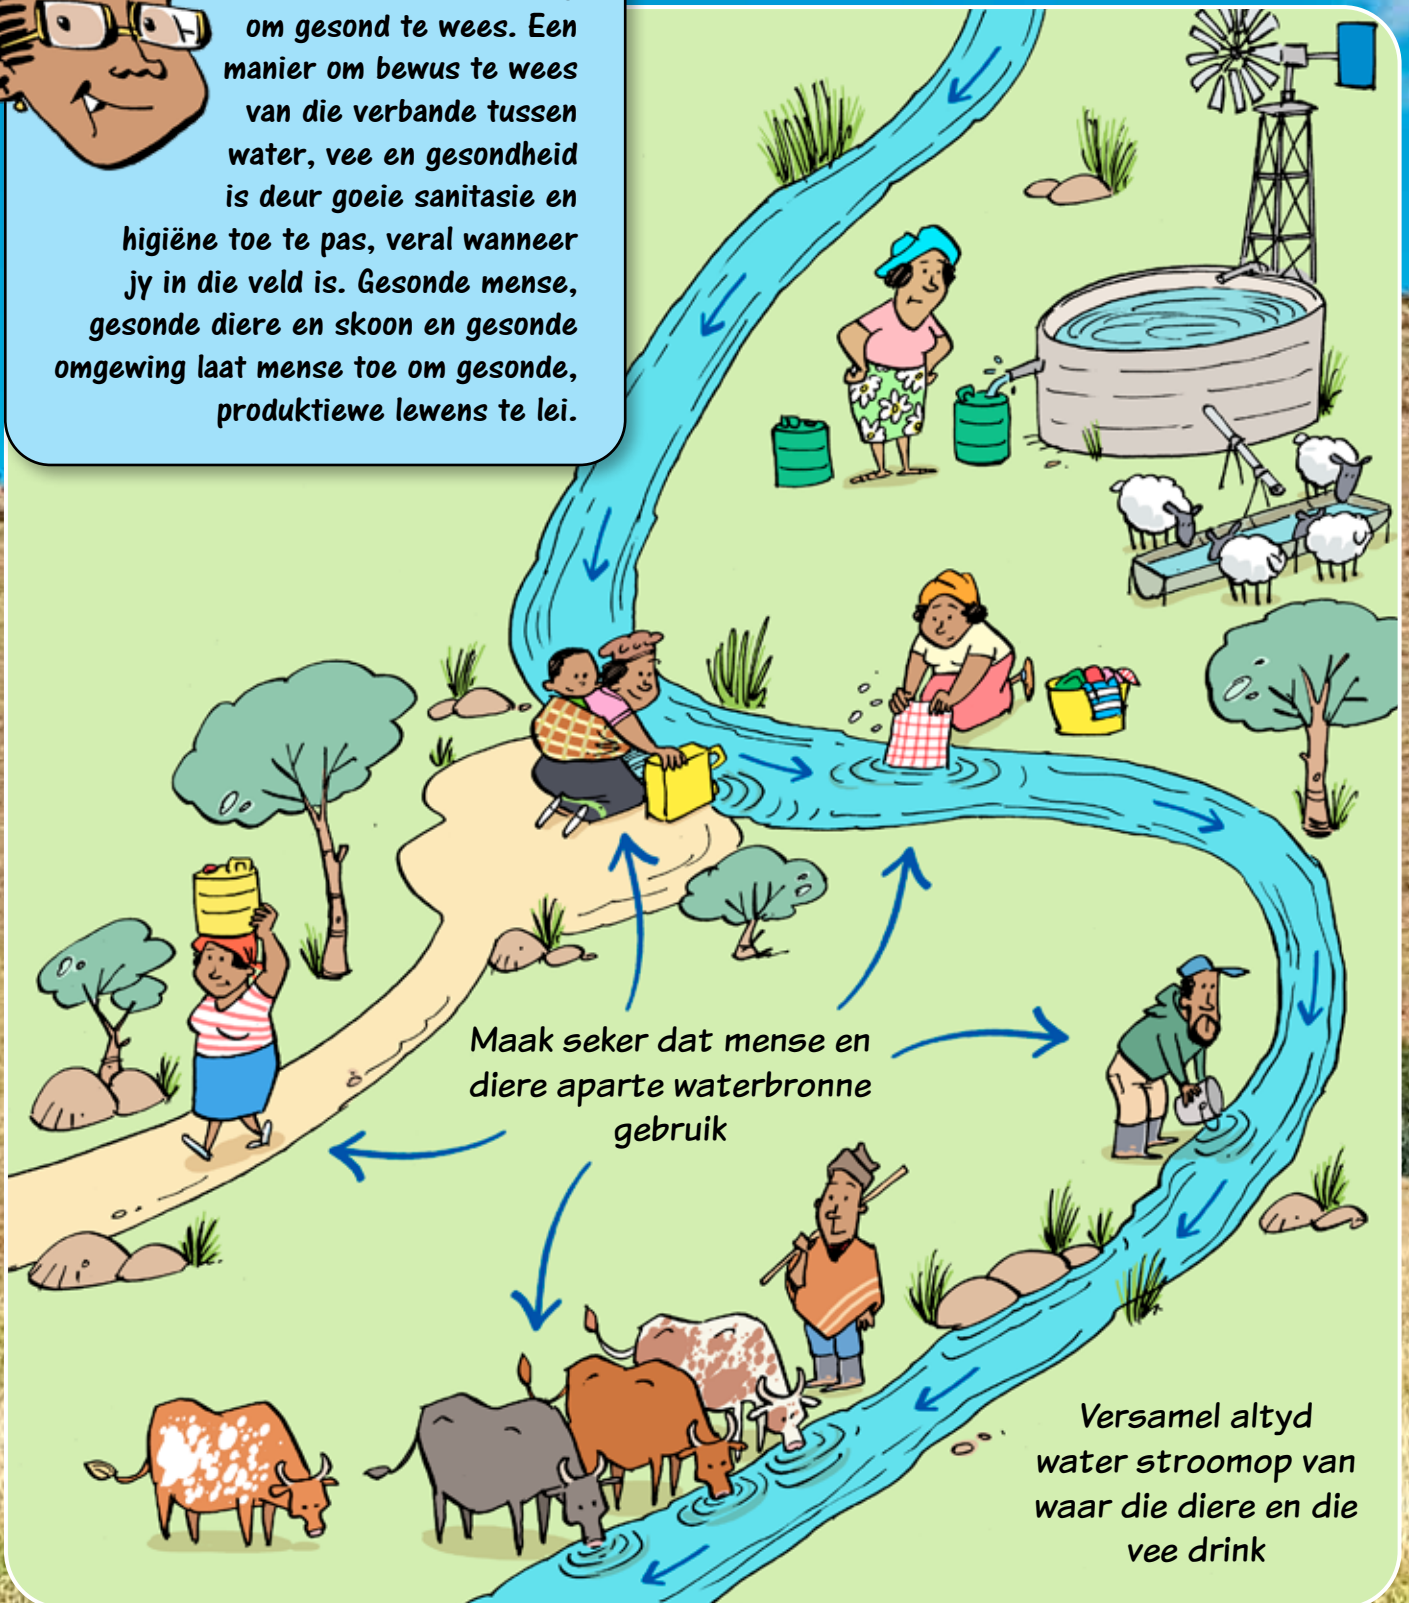 om gesond te wees. Een
manier om bewus te wees
van die verbande tussen
water, vee en gesondheid
is deur goeie sanitasie en
higiëne toe te pas, veral wanneer
jy in die veld is. Gesonde mense,
gesonde diere en skoon en gesonde
omgewing laat mense toe om gesonde,
produktiewe lewens te lei.
Maak seker dat mense en
diere aparte waterbronne
gebruik
Versamel altyd
water stroomop van
waar die diere en die
vee drink